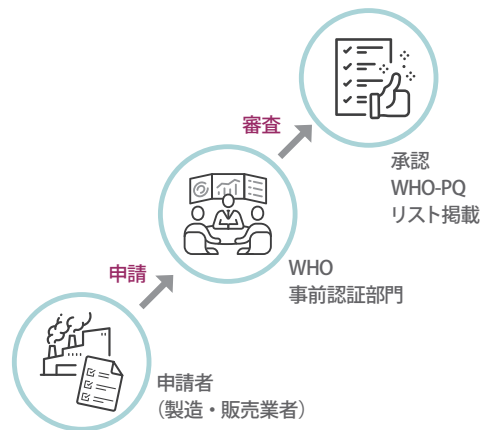 審査
承認
WHO-PQ
リスト掲載
申請
WHO
事前認証部門
申請者
（製造・販売業者）